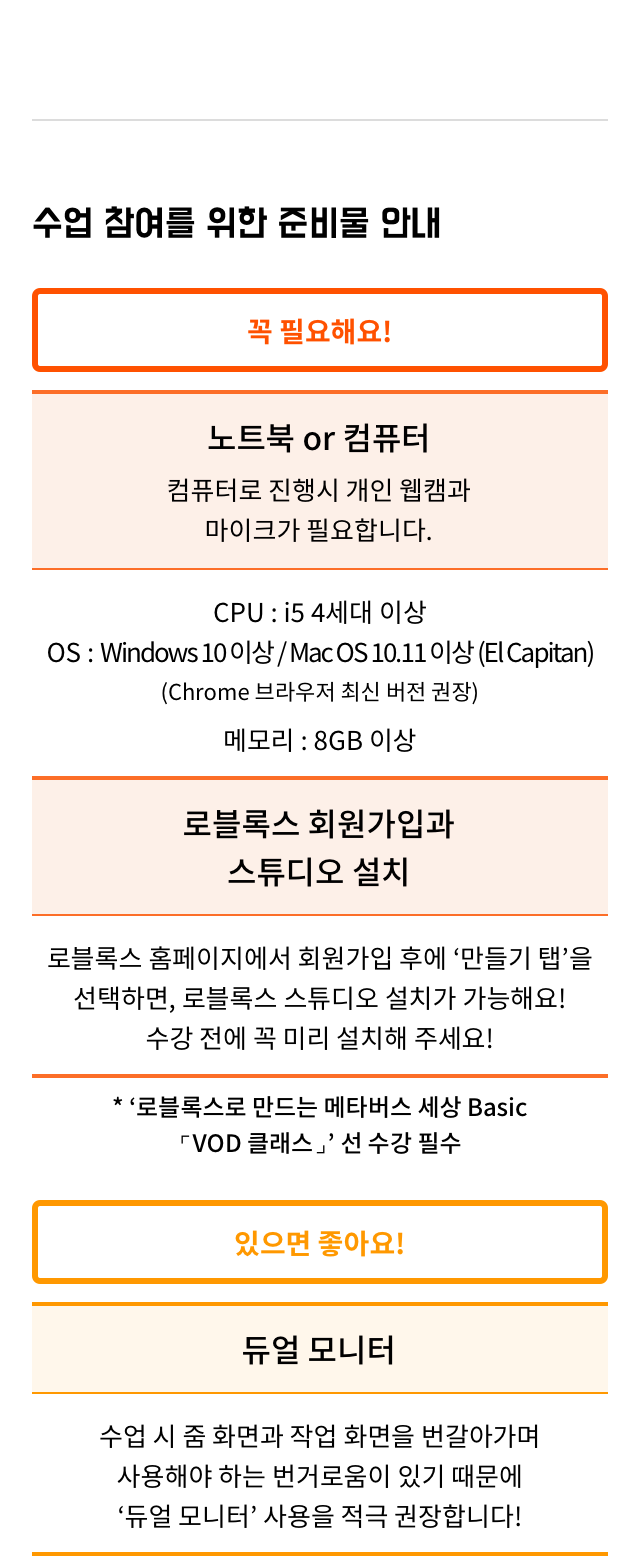 수업 참여를 위한 준비물 안내
꼭 필요해요!
노트북 or 컴퓨터
컴퓨터로 진행시 개인 웹캠과
마이크가 필요합니다.
CPU : i5 4세대 이상
OS : Windows 10 이상 / Mac OS 10.11 이상 (El Capitan)
(Chrome 브라우저 최신 버전 권장)
메모리 : 8GB 이상
로블록스 회원가입과
스튜디오 설치
로블록스 홈페이지에서 회원가입 후에 ‘만들기 탭’을
선택하면, 로블록스 스튜디오 설치가 가능해요!
수강 전에 꼭 미리 설치해 주세요!
* ‘로블록스로 만드는 메타버스 세상 Basic
「VOD 클래스」’ 선 수강 필수
있으면 좋아요!
듀얼 모니터
수업 시 줌 화면과 작업 화면을 번갈아가며
사용해야 하는 번거로움이 있기 때문에
‘듀얼 모니터’ 사용을 적극 권장합니다!